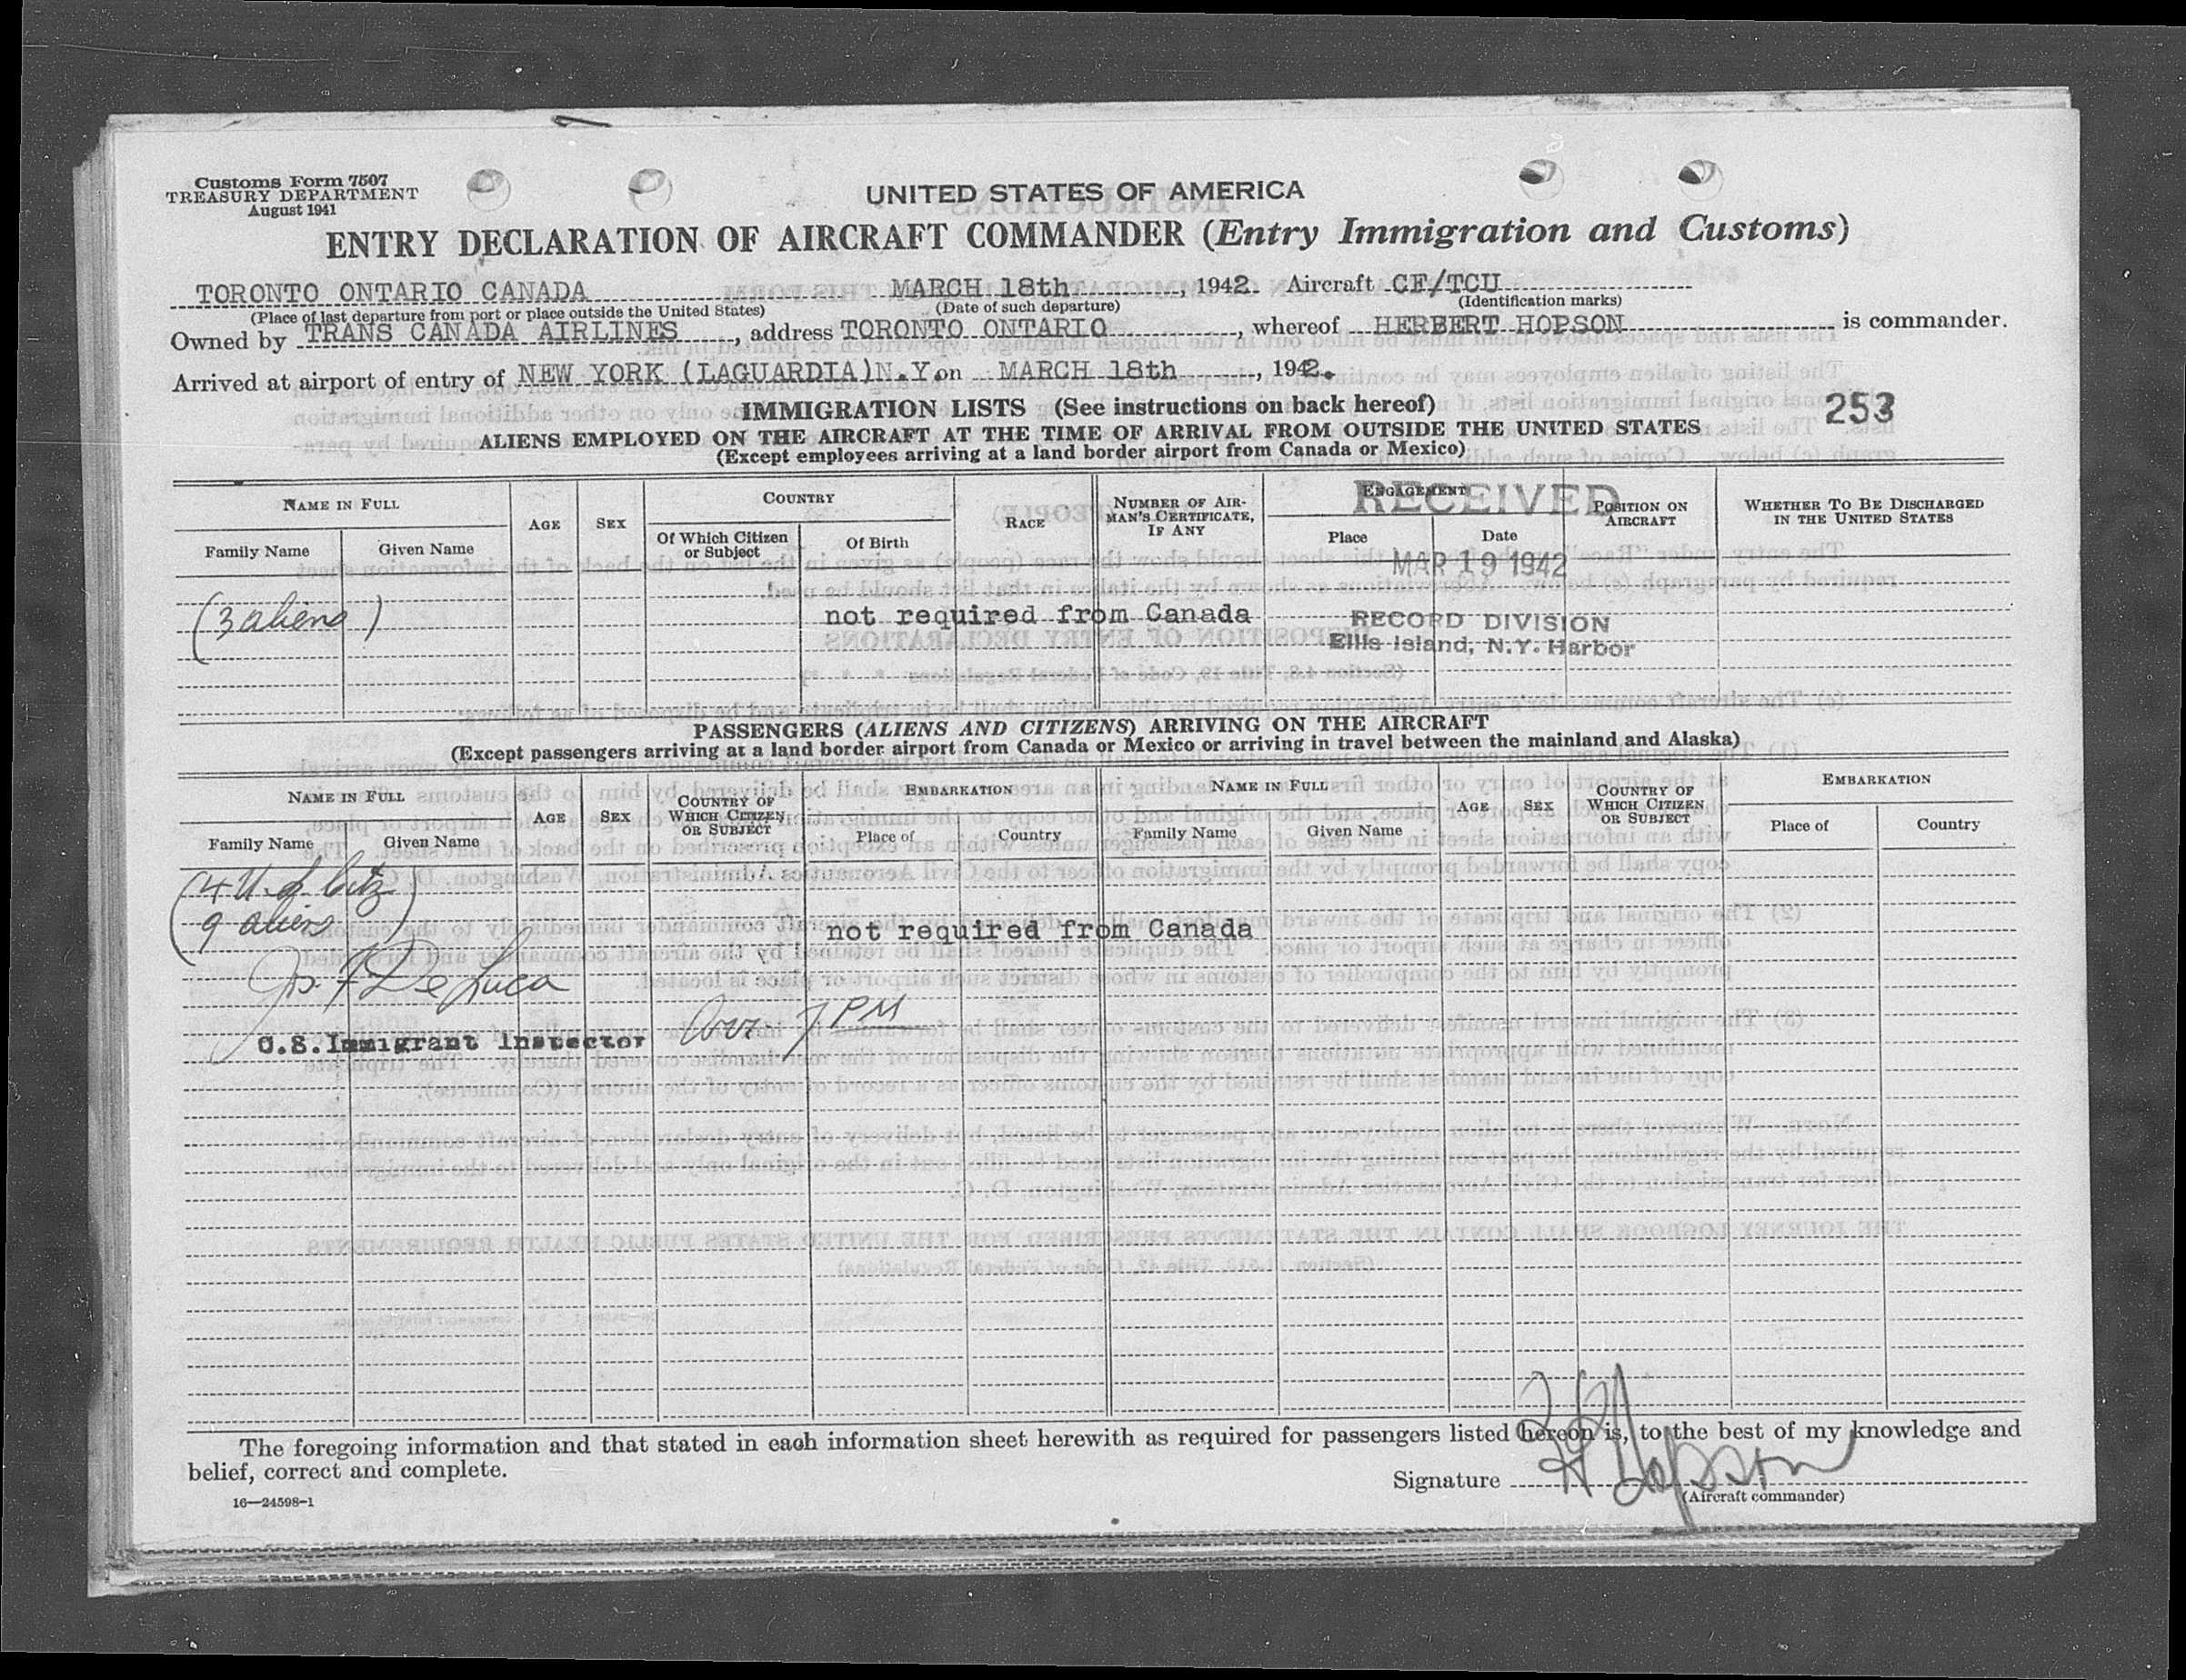 Customs Form 7507
TREASURY DEPARTMENT
August 1941
UNITED STATES OF AMERICA
ENTRY DECLARATION OF AIRCRAFT COMMANDER (Entry Immigration and Customs)
TORONTO ONTARIO CANADA MARCH 18th, 1942 Aircraft CF/TCU
(Place of last departure from port or place outside the United States) (Date of such departure) (Identification marks)
Owned by TRANS CANADA AIRLINES, address TORONTO ONTARIO, whereof HERBERT HOPSON is commander.
Arrived at airport of entry of NEW YORK (LAGUARDIA) N.Y. on MARCH 18th, 1942.
253
IMMIGRATION LISTS (See instructions on back hereof)
ALIENS EMPLOYED ON THE AIRCRAFT AT THE TIME OF ARRIVAL FROM OUTSIDE THE UNITED STATES
(Except employees arriving at a land border airport from Canada or Mexico)
NAME IN FULL AGE SEX COUNTRY RACE NUMBER OF AIRMAN'S CERTIFICATE, IF ANY ENGAGEMENT POSITION ON AIRCRAFT WHETHER TO BE DISCHARGED IN THE UNITED STATES
Family Name Given Name Of Which Citizen or Subject Of Birth Place Date
RECEIVED
MAR 19 1942
(3 aliens) not required from Canada
RECORD DIVISION
Ellis Island, N.Y. Harbor
PASSENGERS (ALIENS AND CITIZENS) ARRIVING ON THE AIRCRAFT
(Except passengers arriving at a land border airport from Canada or Mexico or arriving in travel between the mainland and Alaska)
NAME IN FULL AGE SEX COUNTRY OF WHICH CITIZEN OR SUBJECT EMBARKATION NAME IN FULL AGE SEX COUNTRY OF WHICH CITIZEN OR SUBJECT EMBARKATION
Family Name Given Name Place of Country Family Name Given Name Place of Country
(4 U.S. Citz
9 aliens) not required from Canada
Jos. F. De Luca
U.S. Immigrant Inspector Arr. 7 PM
The foregoing information and that stated in each information sheet herewith as required for passengers listed hereon is, to the best of my knowledge and
belief, correct and complete.
Signature H Hopson
(Aircraft commander)
16—24598-1